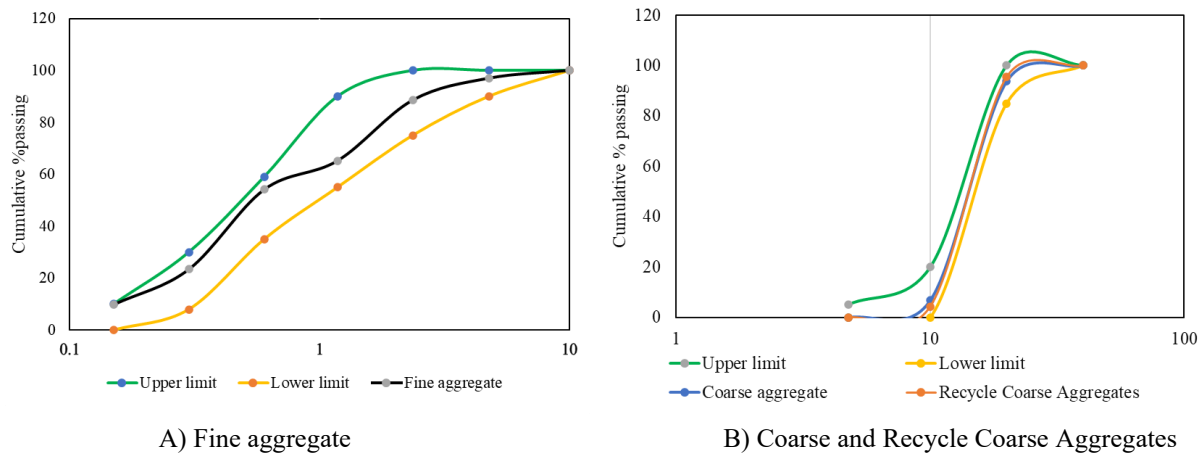 120
100
80
60
40
20
0
Cumulative %passing
0.1 1 10
Upper limit Lower limit Fine aggregate
A) Fine aggregate
120
100
80
60
40
20
0
Cumulative % passing
1 10 100
Upper limit Lower limit
Coarse aggregate Recycle Coarse Aggregates
B) Coarse and Recycle Coarse Aggregates